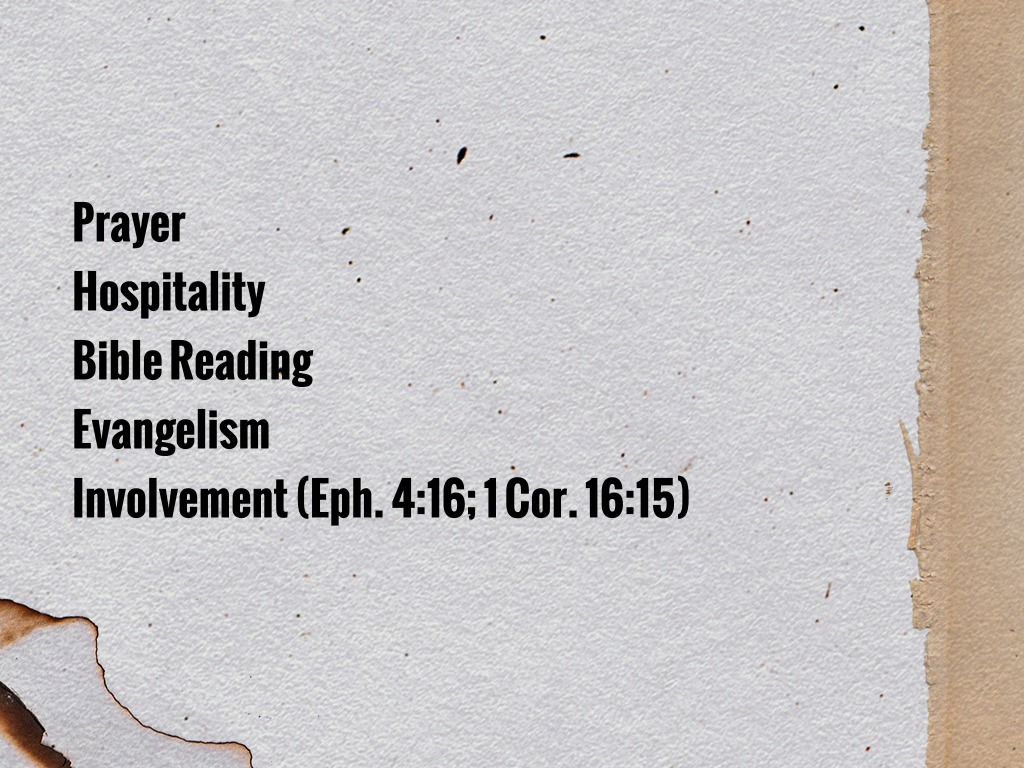 Prayer
Hospitality
Bible Reading
Evangelism
Involvement (Eph. 4:16; 1 Cor. 16:15)